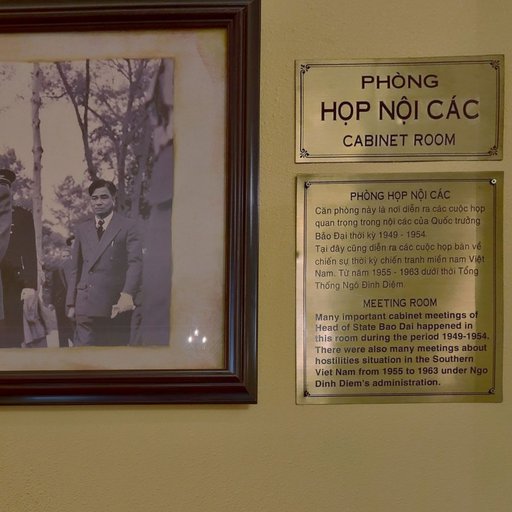 PHÒNG
HỌP NỘI CÁC
CABINET ROOM
PHÒNG HỌP NỘI CÁC
Căn phòng này là nơi diễn ra các cuộc họp
quan trọng trong nội các của Quốc trưởng
Bảo Đại thời kỳ 1949 - 1954.
Tại đây cũng diễn ra các cuộc họp bàn về
chiến sự thời kỳ chiến tranh miền nam Việt
Nam. Từ năm 1955 - 1963 dưới thời Tổng
Thống Ngô Đình Diệm
MEETING ROOM
Many important cabinet meetings of
Head of State Bao Dai happened in
this room during the period 1949-1954.
There were also many meetings about
hostilities situation in the Southern
Viet Nam from 1955 to 1963 under Ngo
Dinh Diem's administration.